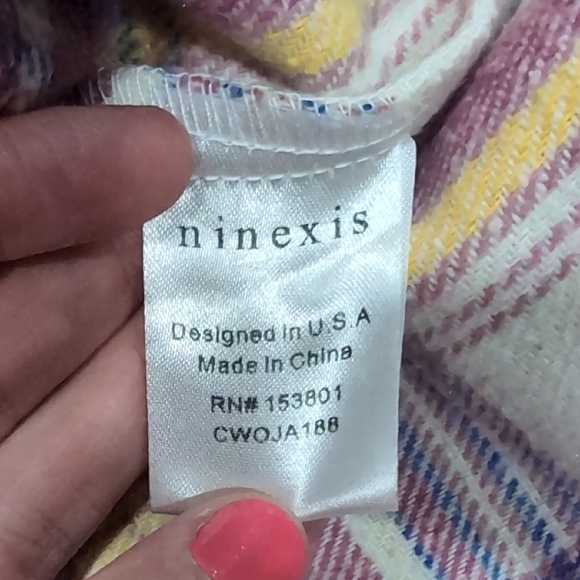 ninexis
Designed In U.S.A
Made In China
RN# 153801
CWOJA188